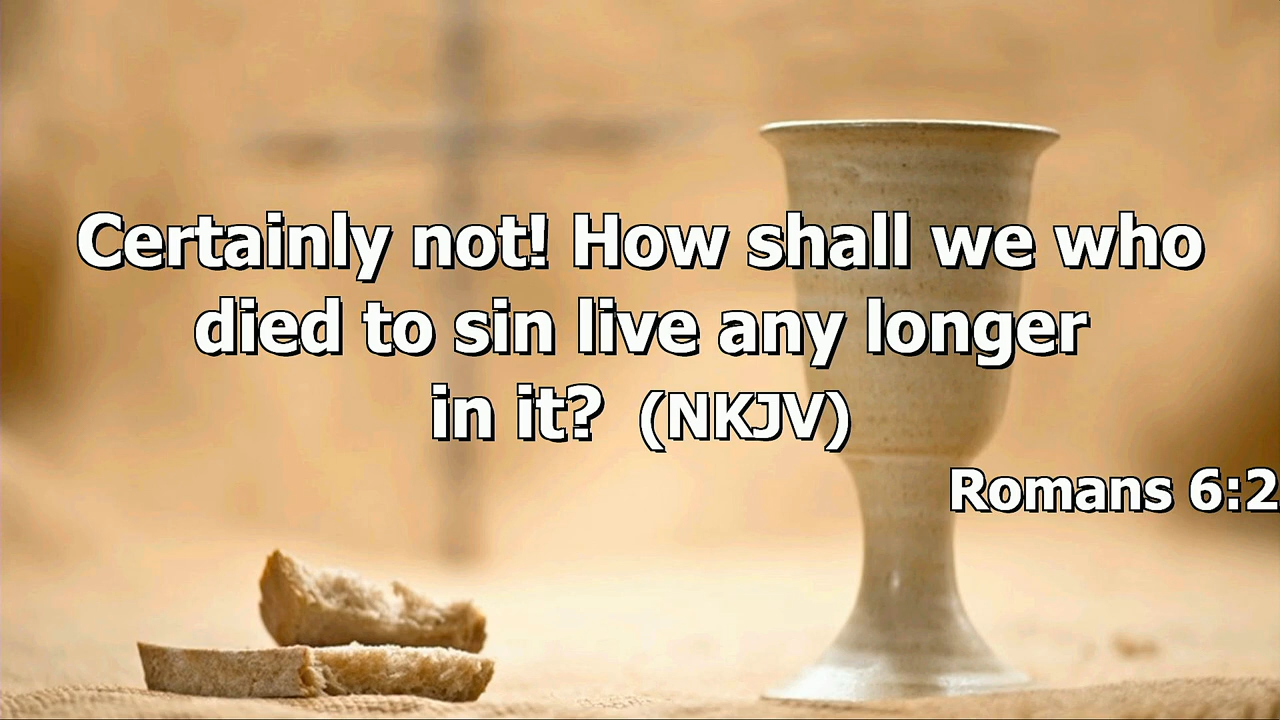 Certainly not! How shall we who
died to sin live any longer
in it? (NKJV)
Romans 6:2